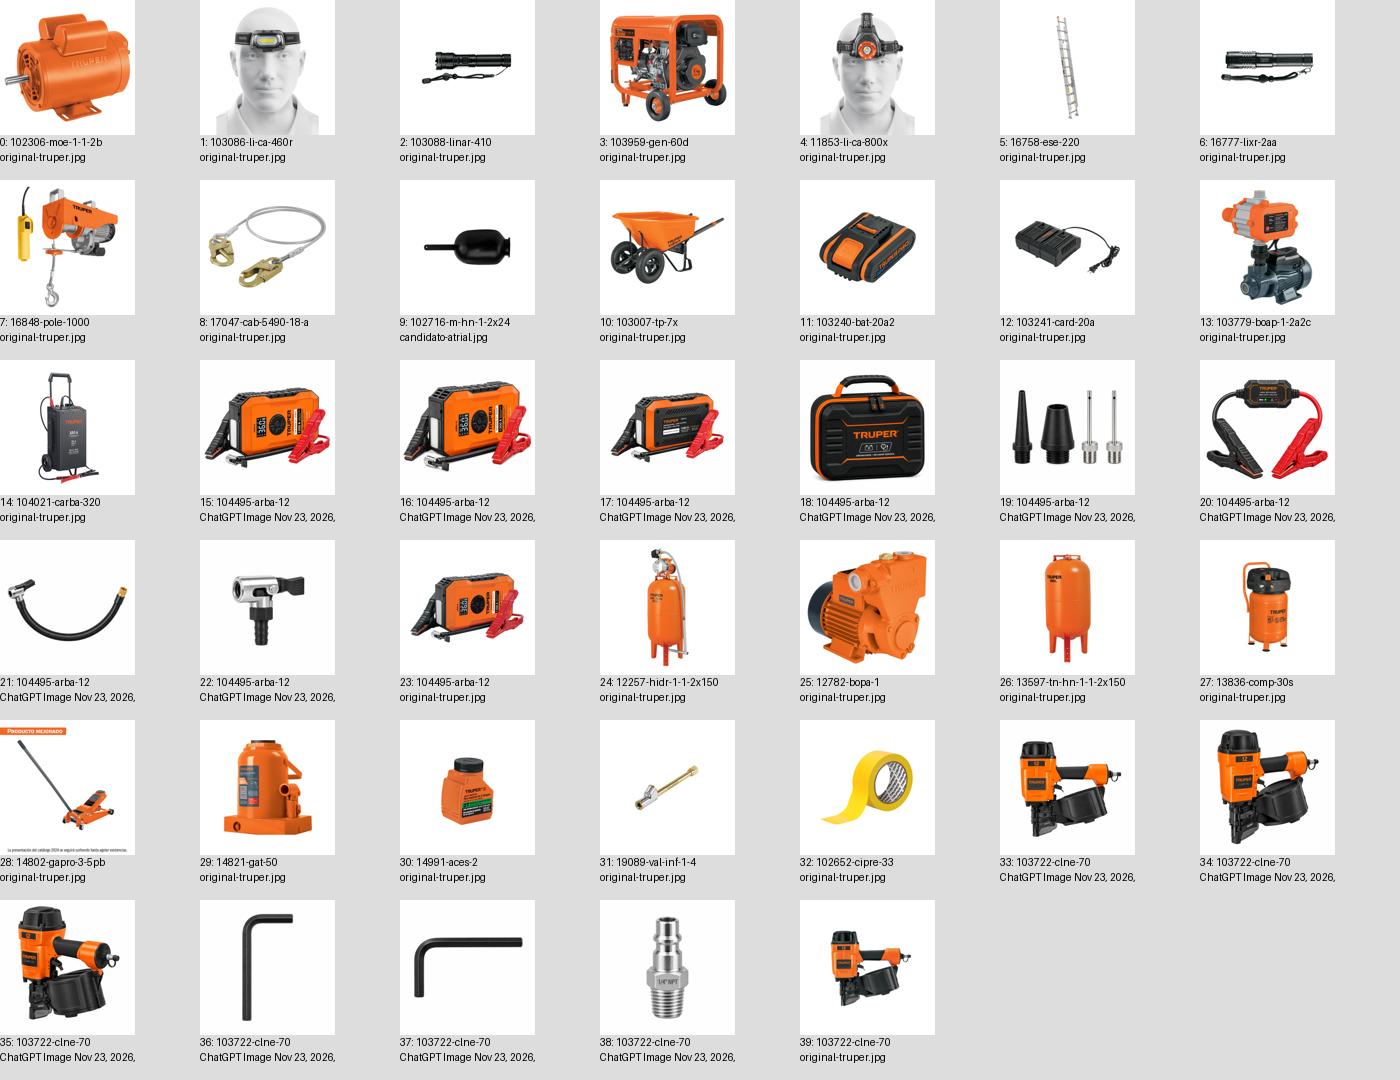 0: 102306-moe-1-1-2b
original-truper.jpg
1: 103086-li-ca-460r
original-truper.jpg
2: 103088-linar-410
original-truper.jpg
3: 103959-gen-60d
original-truper.jpg
4: 11853-li-ca-800x
original-truper.jpg
5: 16758-ese-220
original-truper.jpg
6: 16777-lixr-2aa
original-truper.jpg
7: 16848-pole-1000
original-truper.jpg
8: 17047-cab-5490-18-a
original-truper.jpg
9: 102716-m-hn-1-2x24
candidato-atrial.jpg
10: 103007-tp-7x
original-truper.jpg
11: 103240-bat-20a2
original-truper.jpg
12: 103241-card-20a
original-truper.jpg
13: 103779-boap-1-2a2c
original-truper.jpg
TRUPER
14: 104021-carba-320
original-truper.jpg
15: 104495-arba-12
ChatGPT Image Nov 23, 2026,
16: 104495-arba-12
ChatGPT Image Nov 23, 2026,
17: 104495-arba-12
ChatGPT Image Nov 23, 2026,
TRUPER
18: 104495-arba-12
ChatGPT Image Nov 23, 2026,
19: 104495-arba-12
ChatGPT Image Nov 23, 2026,
20: 104495-arba-12
ChatGPT Image Nov 23, 2026,
21: 104495-arba-12
ChatGPT Image Nov 23, 2026,
22: 104495-arba-12
ChatGPT Image Nov 23, 2026,
23: 104495-arba-12
original-truper.jpg
24: 12257-hidr-1-1-2x150
original-truper.jpg
25: 12782-bopa-1
original-truper.jpg
26: 13597-tn-hn-1-1-2x150
original-truper.jpg
27: 13836-comp-30s
original-truper.jpg
PRODUCTO MEJORADO
28: 14802-gapro-3-5pb
original-truper.jpg
29: 14821-gat-50
original-truper.jpg
TRUPER
30: 14991-aces-2
original-truper.jpg
31: 19089-val-inf-1-4
original-truper.jpg
32: 102652-cipre-33
original-truper.jpg
33: 103722-clne-70
ChatGPT Image Nov 23, 2026,
34: 103722-clne-70
ChatGPT Image Nov 23, 2026,
35: 103722-clne-70
ChatGPT Image Nov 23, 2026,
36: 103722-clne-70
ChatGPT Image Nov 23, 2026,
37: 103722-clne-70
ChatGPT Image Nov 23, 2026,
1/4" NPT
38: 103722-clne-70
ChatGPT Image Nov 23, 2026,
39: 103722-clne-70
original-truper.jpg